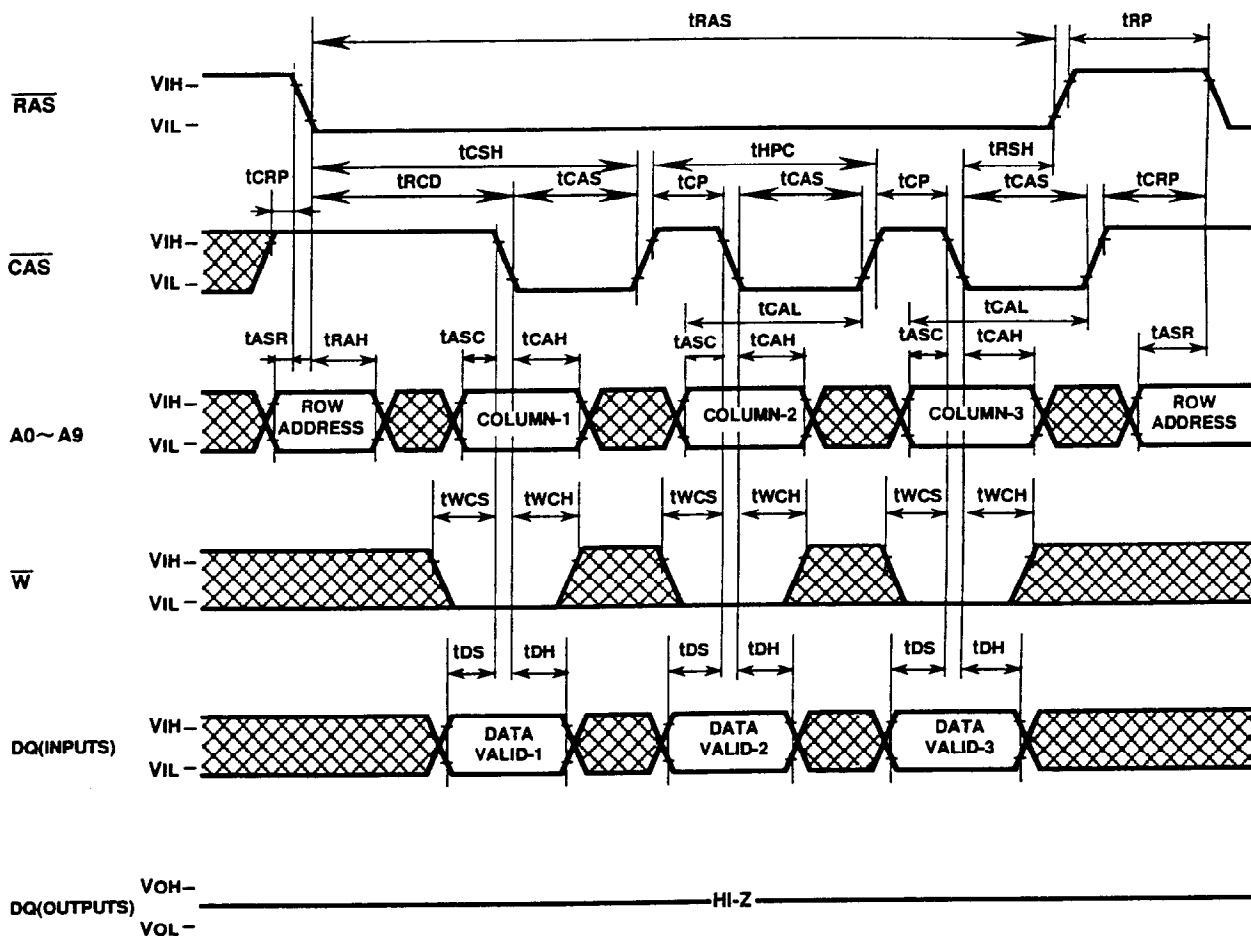 tRAS tRP
VIH
RAS
VIL
tCSH tHPC tRSH
tCRP tRCD tCAS tCP tCAS tCP tCAS tCRP
VIH
CAS
VIL
tCAL tCAL
tASR tRAH tASC tCAH tASC tCAH tASC tCAH tASR
VIH
ROW ADDRESS
COLUMN-1
COLUMN-2
COLUMN-3
ROW ADDRESS
A0～A9
VIL
tWCS tWCH tWCS tWCH tWCS tWCH
VIH
W
VIL
tDS tDH tDS tDH tDS tDH
VIH
DATA VALID-1
DATA VALID-2
DATA VALID-3
DQ(INPUTS)
VIL
VOH
HI-Z
DQ(OUTPUTS)
VOL